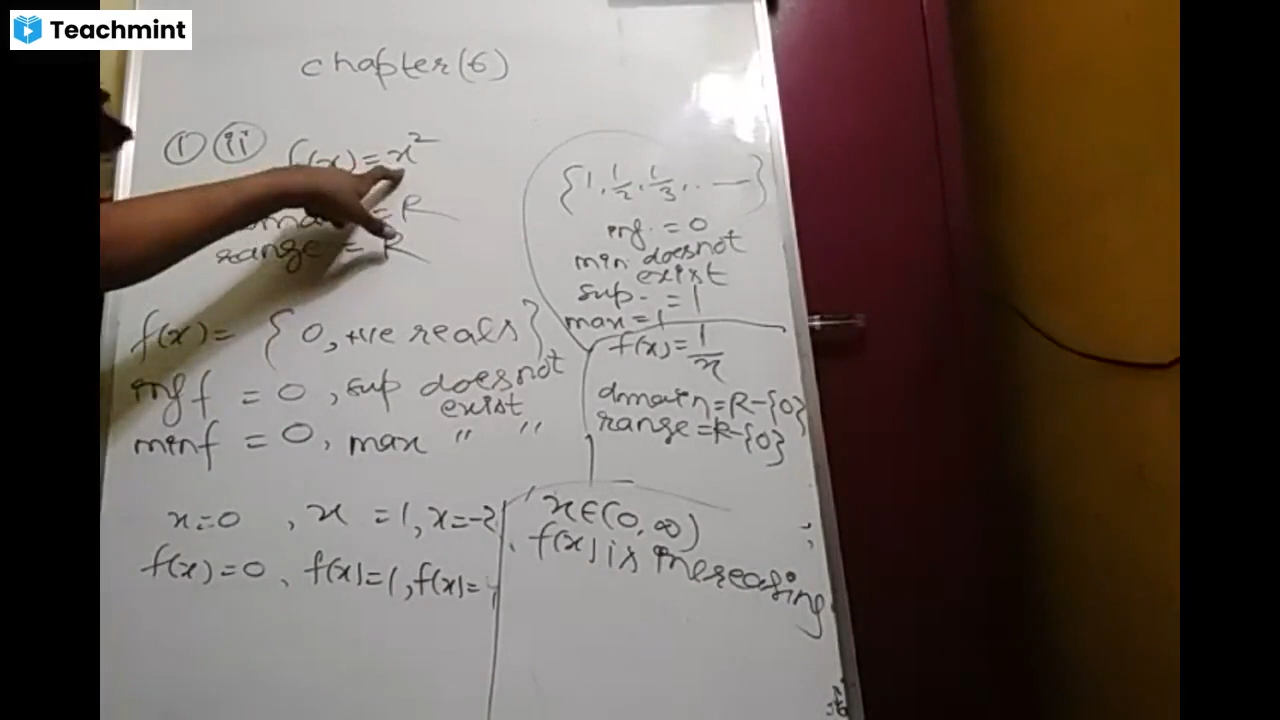 Teachmint
chapter (6)
① ⓘⓘ f(x) = x²
= R
range = R
f(x) = { 0, +ve reals }
inf f = 0, sup does not
exist
min f = 0, max " "
x = 0, x = 1, x = -2
f(x) = 0, f(x) = 1, f(x) =
{ 1, 1/2, 1/3, .. — }
inf. = 0
min does not
exist
sup. = 1
max = 1
f(x) = 1/x
dmain = R-{0}
range = R-{0}
x ∈ (0, ∞)
f(x) is increasing